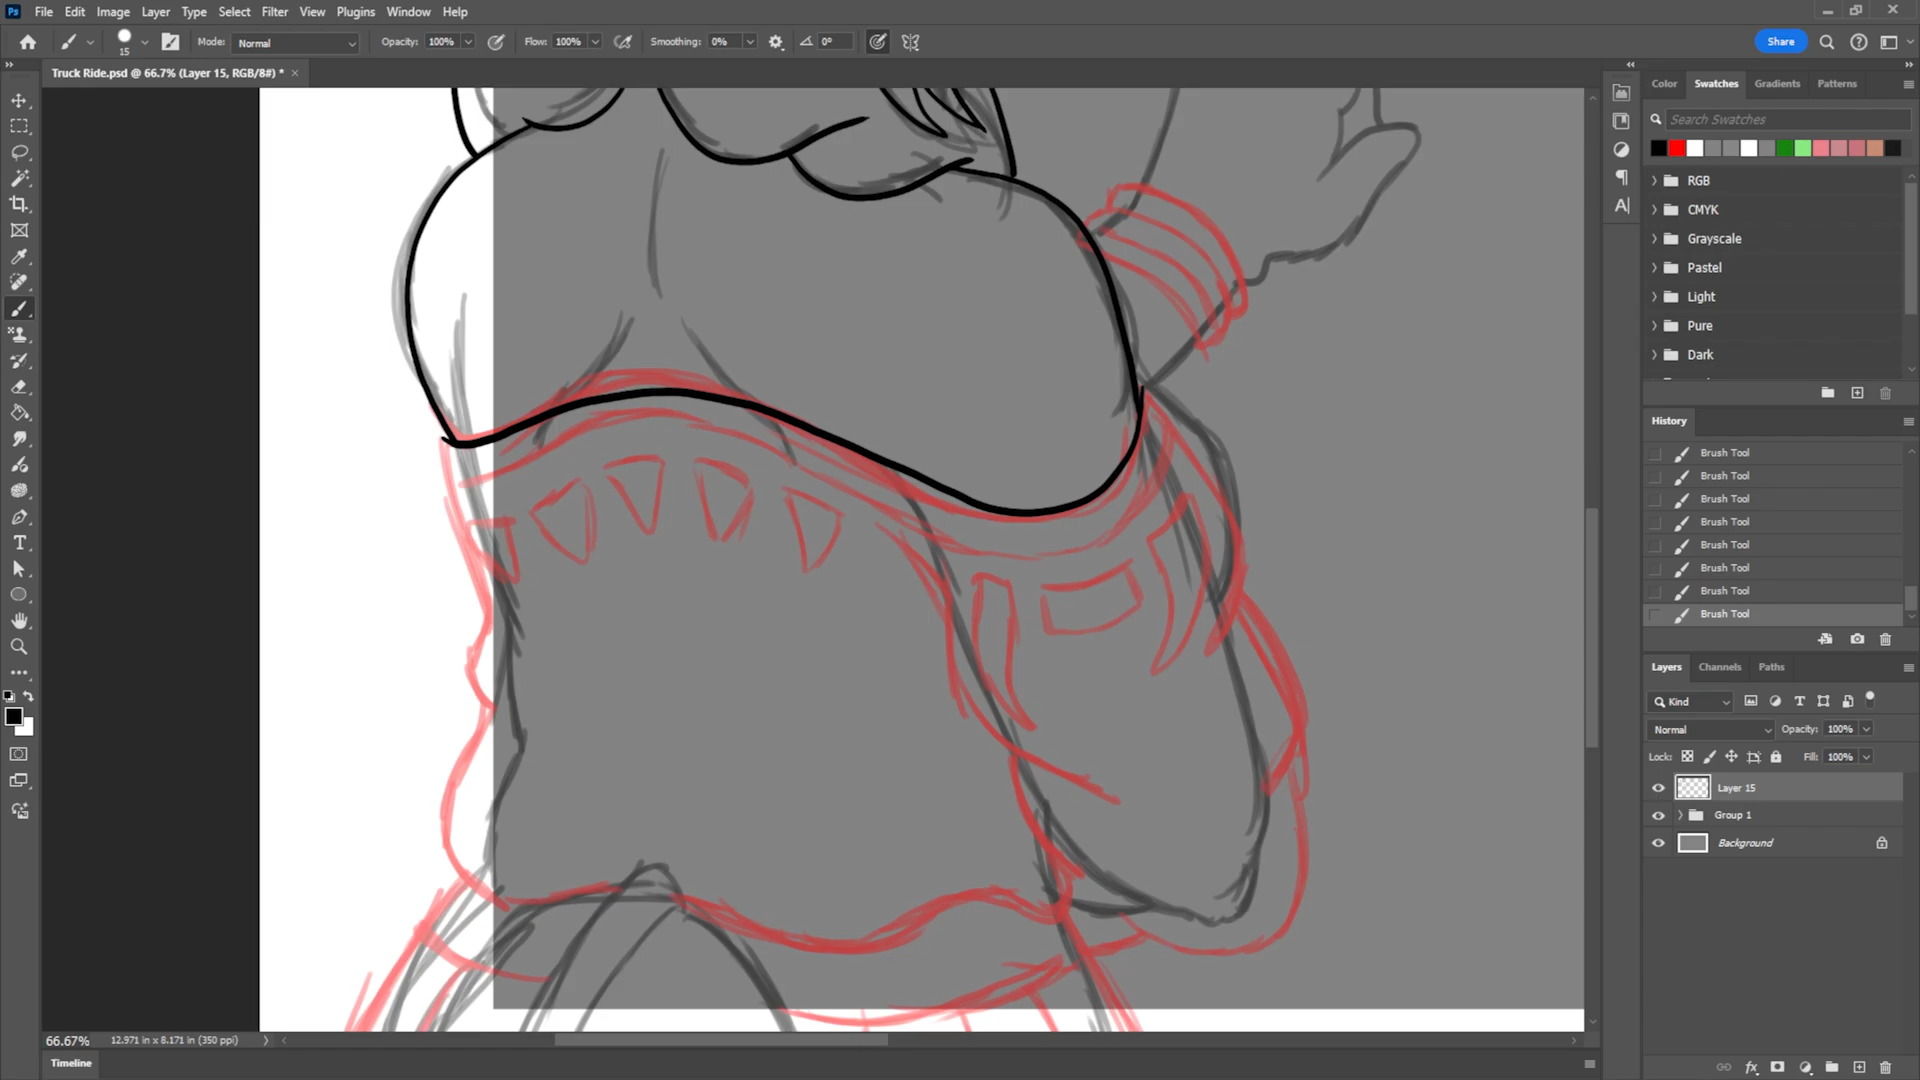 Ps File Edit Image Layer Type Select Filter View Plugins Window Help
15 Mode: Normal Opacity: 100% Flow: 100% Smoothing: 0% 0° Share
Truck Ride.psd @ 66.7% (Layer 15, RGB/8#) * ×
Color Swatches Gradients Patterns
Search Swatches
RGB
CMYK
Grayscale
Pastel
Light
Pure
Dark
History
Brush Tool
Brush Tool
Brush Tool
Brush Tool
Brush Tool
Brush Tool
Brush Tool
Brush Tool
Layers Channels Paths
Kind
Normal Opacity: 100%
Lock: Fill: 100%
Layer 15
Group 1
Background
66.67% 12.971 in x 8.171 in (350 ppi)
Timeline